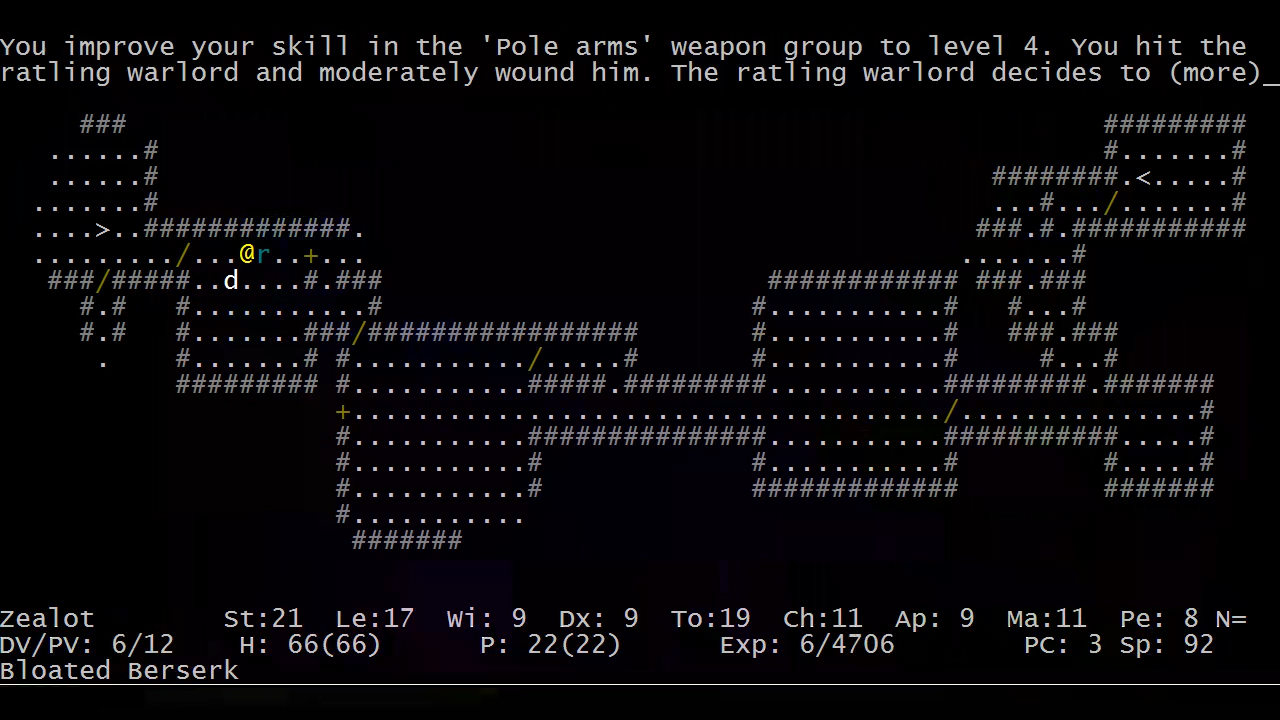 You improve your skill in the 'Pole arms' weapon group to level 4. You hit the
ratling warlord and moderately wound him. The ratling warlord decides to (more)_
###                                                              #########
......#                                                            #.......#
......#                                                     ########.<.....#
.......#                                                    ...#.../.......#
....>..#############.                                       ###.#.###########
........./...@r..+...                                      .......#
###/#####..d....#.###                         ############ ###.###
#.#   #...........#                        #...........#   #...#
#.#   #.......###/#################       #...........#   ###.###
.    #.......# #.........../.....#       #...........#     #...#
######### #...........#####.#########...........#########.#######
+...................................../...............#
#...........###############...........###########.....#
#...........#             #...........#         #.....#
#...........#             #############         #######
#...........
#######
Zealot        St:21  Le:17  Wi: 9  Dx: 9  To:19  Ch:11  Ap: 9  Ma:11  Pe: 8 N=
DV/PV: 6/12    H: 66(66)      P: 22(22)      Exp: 6/4706        PC: 3 Sp: 92
Bloated Berserk